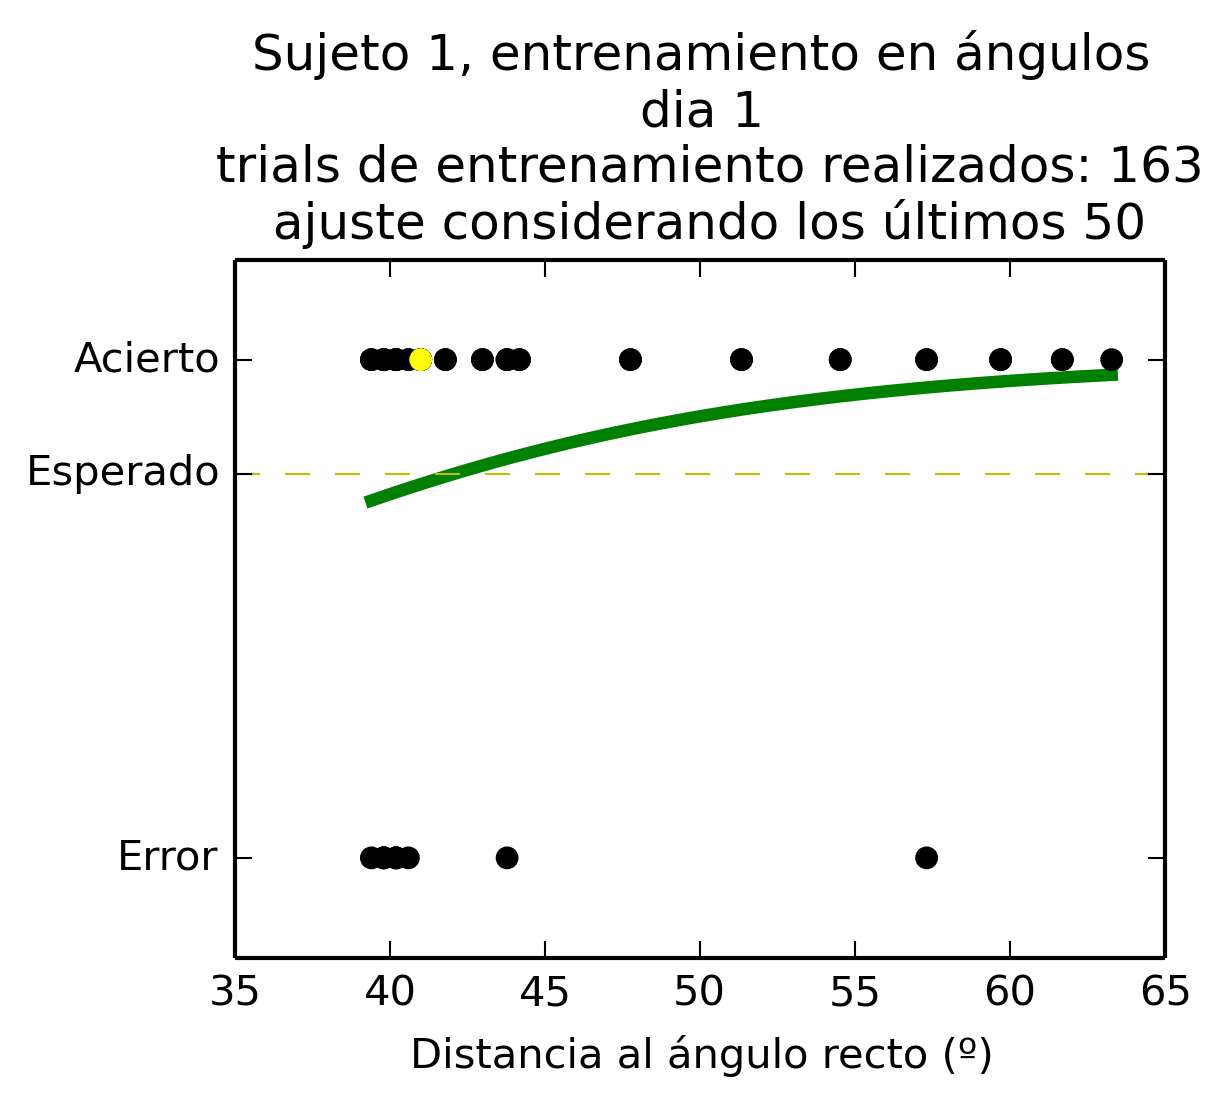 Sujeto 1, entrenamiento en ángulos
dia 1
trials de entrenamiento realizados: 163
ajuste considerando los últimos 50
Acierto
Esperado
Error
35 40 45 50 55 60 65
Distancia al ángulo recto (º)